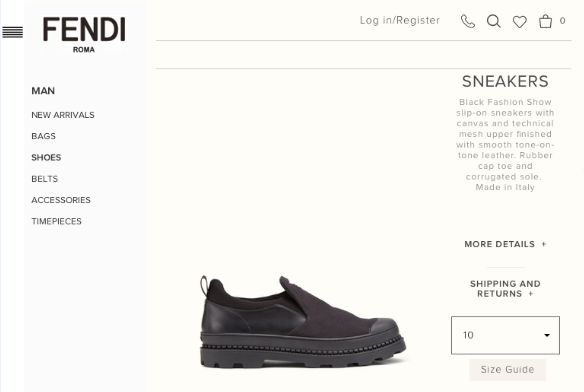 Log in/Register
0
FENDI
ROMA
MAN
NEW ARRIVALS
BAGS
SHOES
BELTS
ACCESSORIES
TIMEPIECES
SNEAKERS
Black Fashion Show
slip-on sneakers with
canvas and technical
mesh upper finished
with smooth tone-on-
tone leather. Rubber
cap toe and
corrugated sole.
Made in Italy
MORE DETAILS +
SHIPPING AND
RETURNS +
10
Size Guide